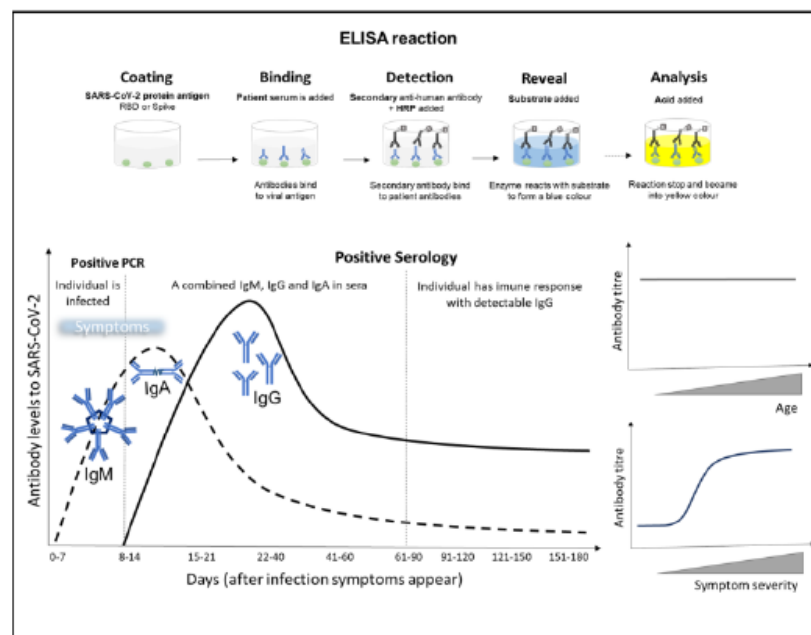 ELISA reaction
Coating
SARS-CoV-2 protein antigen
RBD or Spike
Binding
Patient serum is added
Antibodies bind
to viral antigen
Detection
Secondary anti-human antibody
+ HRP added
Secondary antibody bind
to patient antibodies
Reveal
Substrate added
Enzyme reacts with substrate
to form a blue colour
Analysis
Acid added
Reaction stop and became
into yellow colour
Positive PCR
Individual is
infected
Symptoms
Positive Serology
A combined IgM, IgG and IgA in sera
Individual has imune response
with detectable IgG
Antibody levels to SARS-CoV-2
IgM
IgA
IgG
0-7 8-14 15-21 22-40 41-60 61-90 91-120 121-150 151-180
Days (after infection symptoms appear)
Antibody titre
Age
Antibody titre
Symptom severity